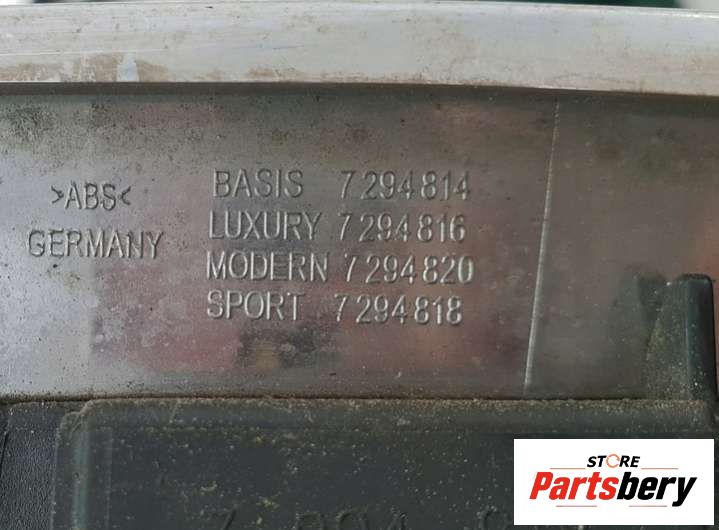 >ABS<
GERMANY
BASIS 7294814
LUXURY 7294816
MODERN 7294820
SPORT 7294818
STORE
Partsbery